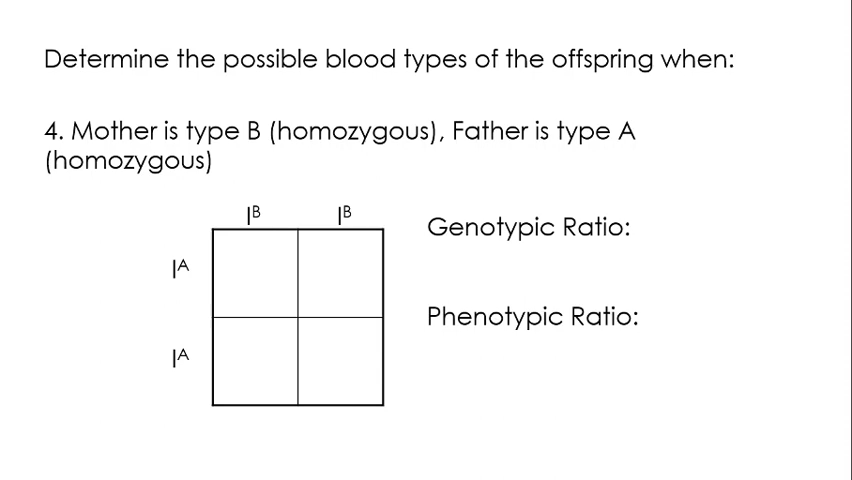 Determine the possible blood types of the offspring when:
4. Mother is type B (homozygous), Father is type A
(homozygous)
I^B I^B
Genotypic Ratio:
I^A
Phenotypic Ratio:
I^A